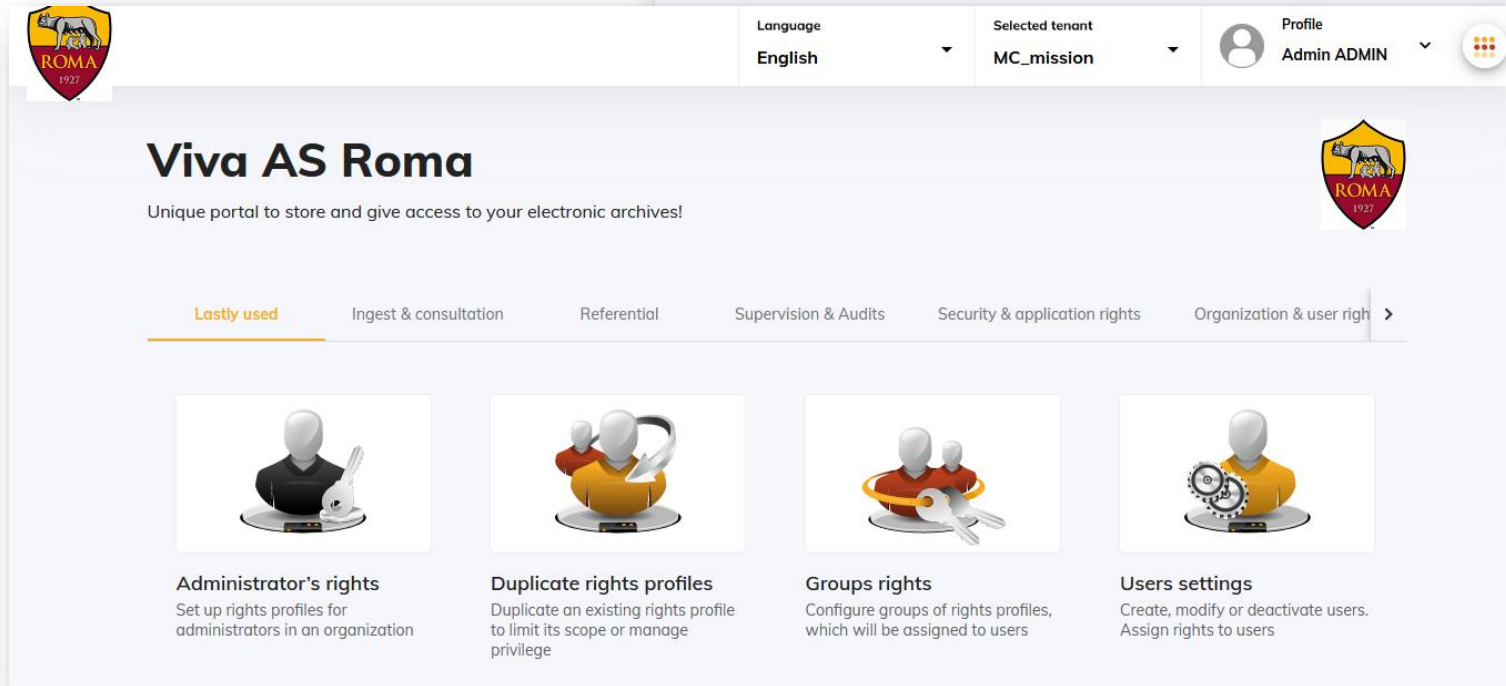 ROMA
1927
Language
English
Selected tenant
MC_mission
Profile
Admin ADMIN
Viva AS Roma
Unique portal to store and give access to your electronic archives!
ROMA
1927
Lastly used
Ingest & consultation
Referential
Supervision & Audits
Security & application rights
Organization & user righ
Administrator's rights
Set up rights profiles for
administrators in an organization
Duplicate rights profiles
Duplicate an existing rights profile
to limit its scope or manage
privilege
Groups rights
Configure groups of rights profiles,
which will be assigned to users
Users settings
Create, modify or deactivate users.
Assign rights to users